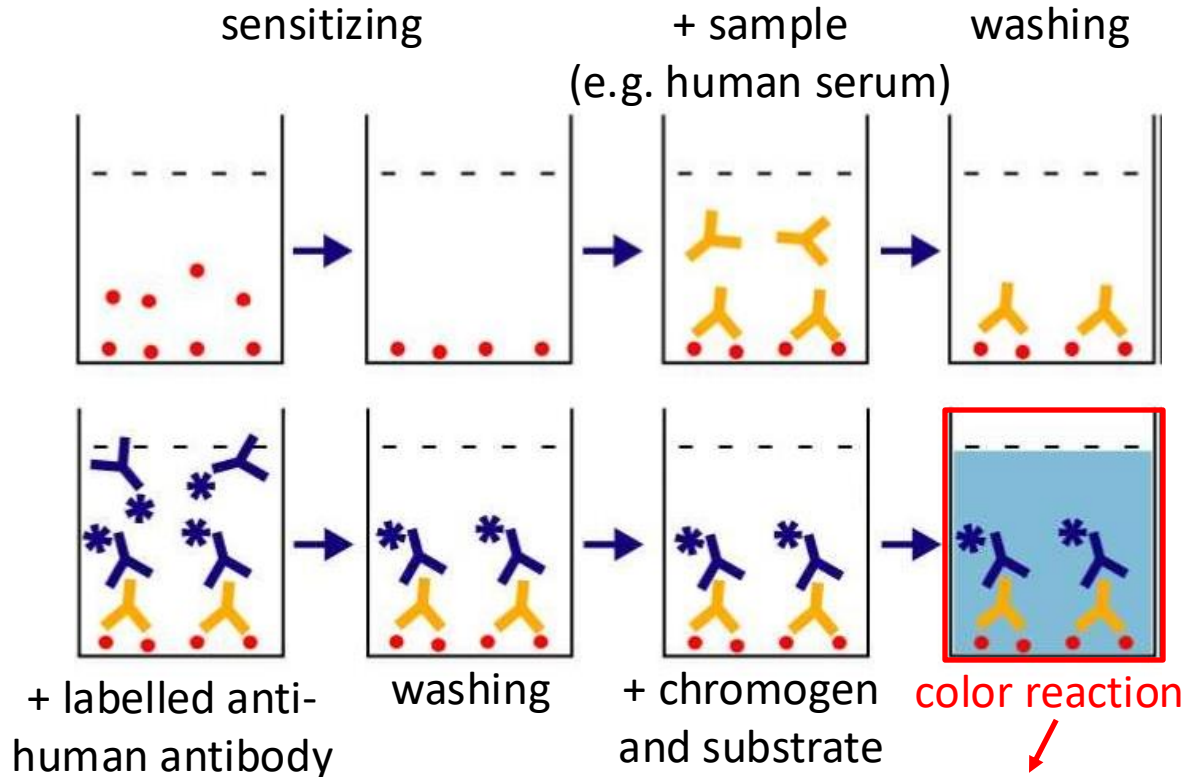 sensitizing
+ sample
(e.g. human serum)
washing
+ labelled anti-
human antibody
washing
+ chromogen
and substrate
color reaction